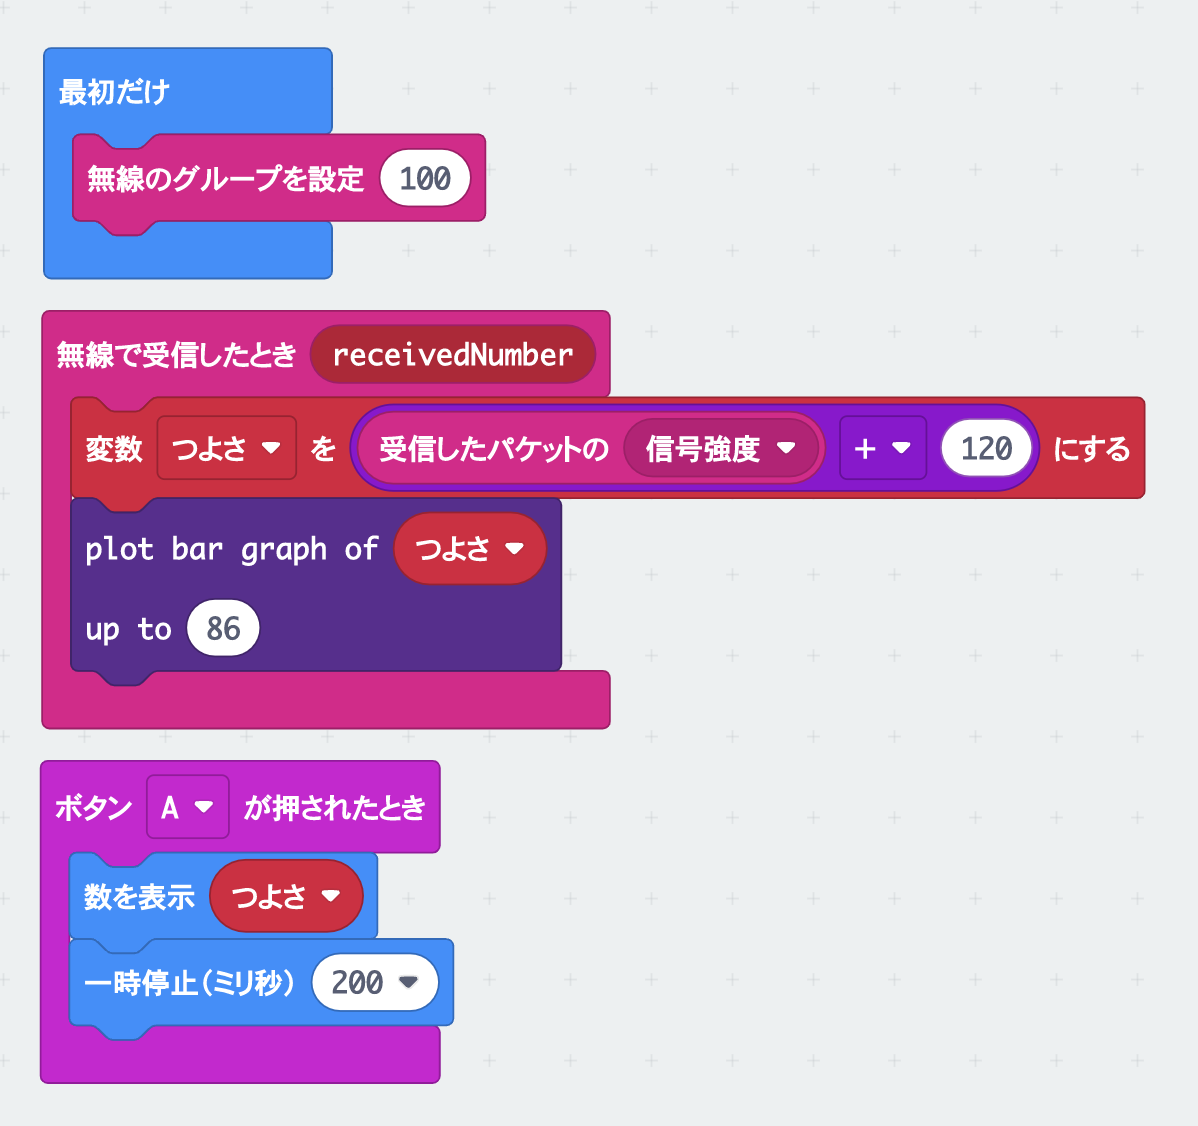 最初だけ
無線のグループを設定 100
無線で受信したとき receivedNumber
変数 つよさ を 受信したパケットの 信号強度 + 120 にする
plot bar graph of つよさ
up to 86
ボタン A が押されたとき
数を表示 つよさ
一時停止(ミリ秒) 200